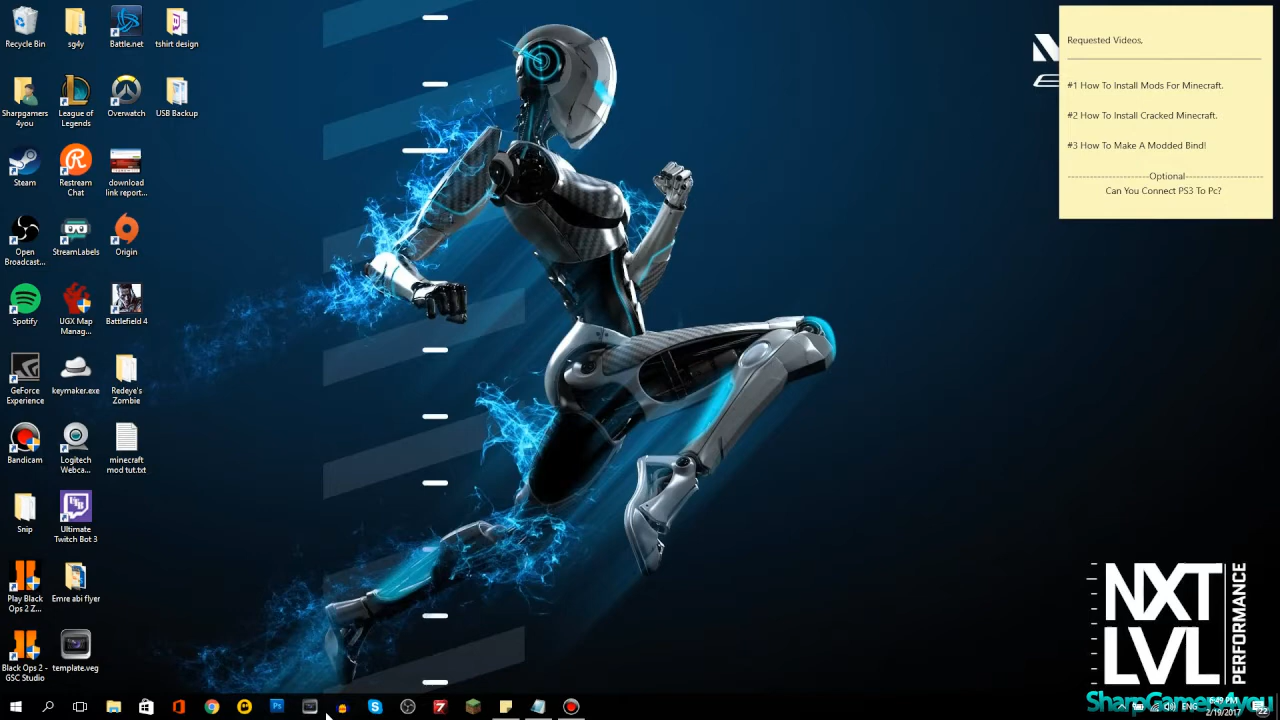 Recycle Bin
sg4y
Battle.net
tshirt design
Sharpgamers
4you
League of
Legends
Overwatch
USB Backup
Steam
Restream
Chat
download
link report...
Open
Broadcast...
StreamLabels
Origin
Spotify
UGX Map
Manag...
Battlefield 4
GeForce
Experience
keymaker.exe
Redeye's
Zombie
Bandicam
Logitech
Webca...
minecraft
mod tut.txt
Snip
Ultimate
Twitch Bot 3
Play Black
Ops 2 Z...
Emre abi flyer
Black Ops 2 -
GSC Studio
template.veg
Requested Videos,
#1 How To Install Mods For Minecraft.
#2 How To Install Cracked Minecraft.
#3 How To Make A Modded Bind!
Optional
Can You Connect PS3 To Pc?
NXT
LVL
PERFORMANCE
SharpGamer4you
ENG
6:49 PM
2/19/2017
22